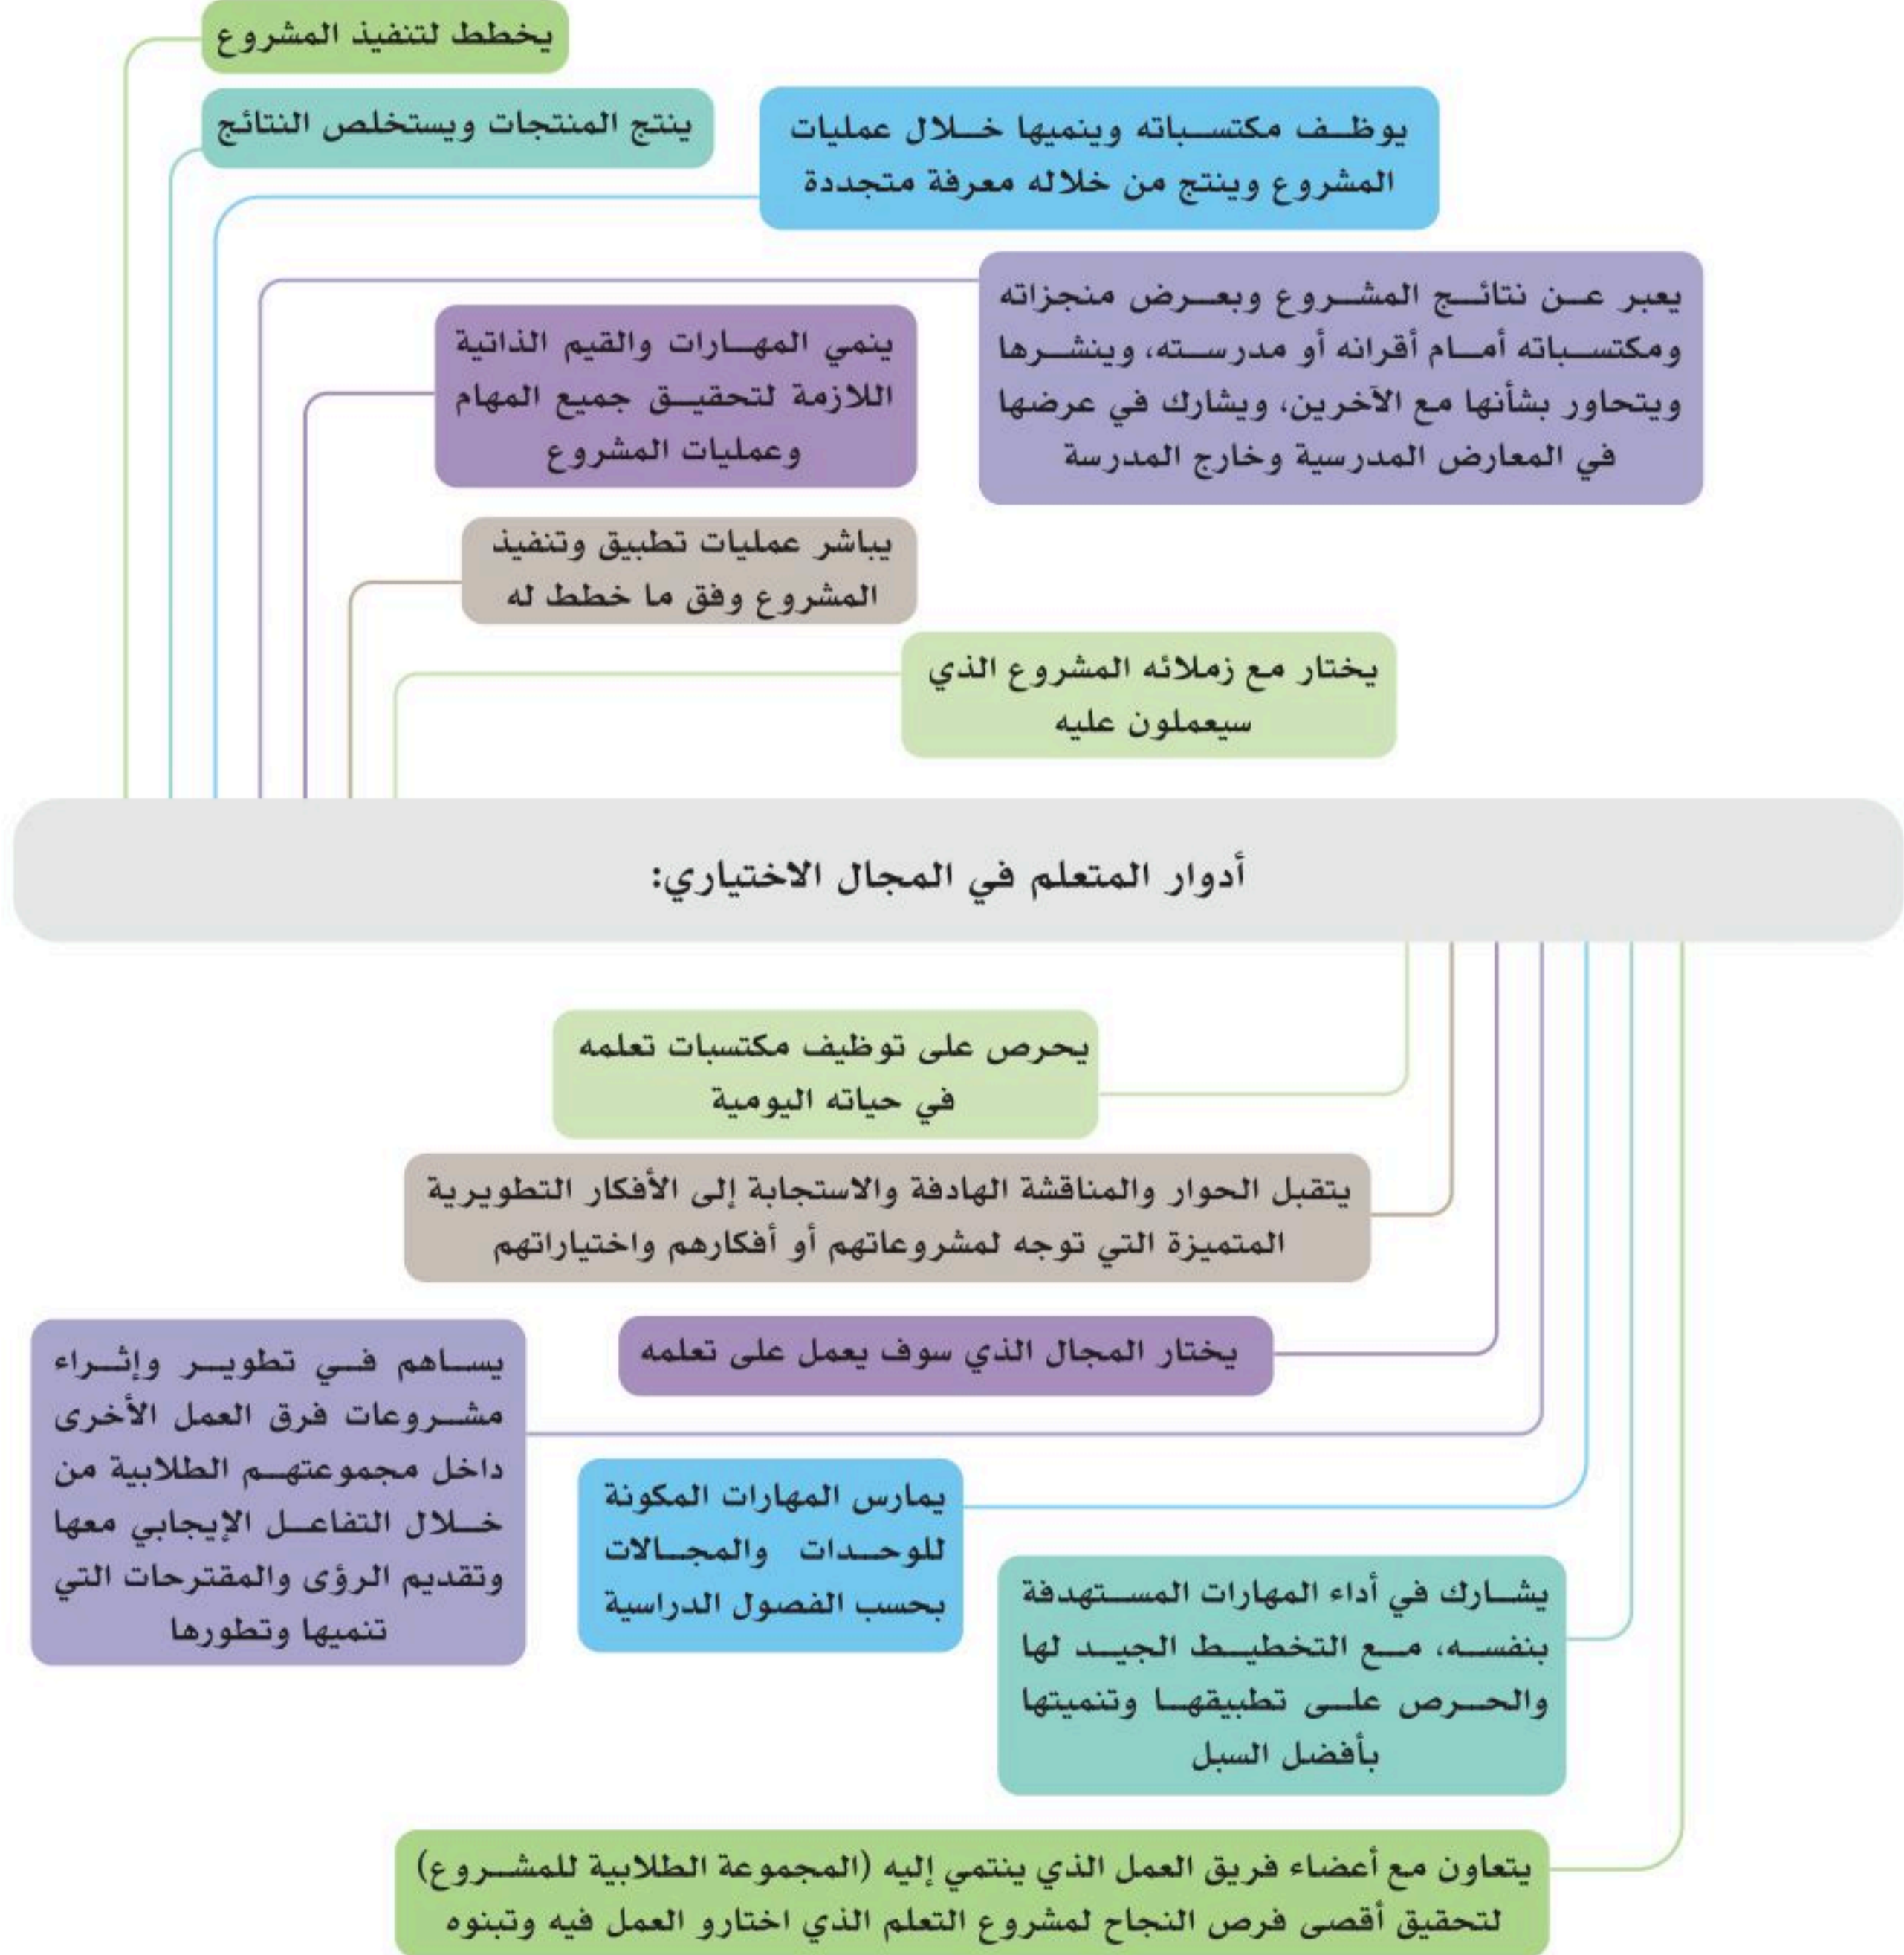 يخطط لتنفيذ المشروع
ينتج المنتجات ويستخلص النتائج
يوظف مكتسباته وينميها خلال عمليات
المشروع وينتج من خلاله معرفة متجددة
يعبر عن نتائج المشروع وبعرض منجزاته
ومكتسباته أمام أقرانه أو مدرسته، وينشرها
ويتحاور بشأنها مع الآخرين، ويشارك في عرضها
في المعارض المدرسية وخارج المدرسة
ينمي المهارات والقيم الذاتية
اللازمة لتحقيق جميع المهام
وعمليات المشروع
يباشر عمليات تطبيق وتنفيذ
المشروع وفق ما خطط له
يختار مع زملائه المشروع الذي
سيعملون عليه
أدوار المتعلم في المجال الاختياري:
يحرص على توظيف مكتسبات تعلمه
في حياته اليومية
يتقبل الحوار والمناقشة الهادفة والاستجابة إلى الأفكار التطويرية
المتميزة التي توجه لمشروعاتهم أو أفكارهم واختياراتهم
يختار المجال الذي سوف يعمل على تعلمه
يساهم في تطوير وإثراء
مشروعات فرق العمل الأخرى
داخل مجموعتهم الطلابية من
خلال التفاعل الإيجابي معها
وتقديم الرؤى والمقترحات التي
تنميها وتطورها
يمارس المهارات المكونة
للوحدات والمجالات
بحسب الفصول الدراسية
يشارك في أداء المهارات المستهدفة
بنفسه، مع التخطيط الجيد لها
والحرص على تطبيقها وتنميتها
بأفضل السبل
يتعاون مع أعضاء فريق العمل الذي ينتمي إليه (المجموعة الطلابية للمشروع)
لتحقيق أقصى فرص النجاح لمشروع التعلم الذي اختارو العمل فيه وتبنوه